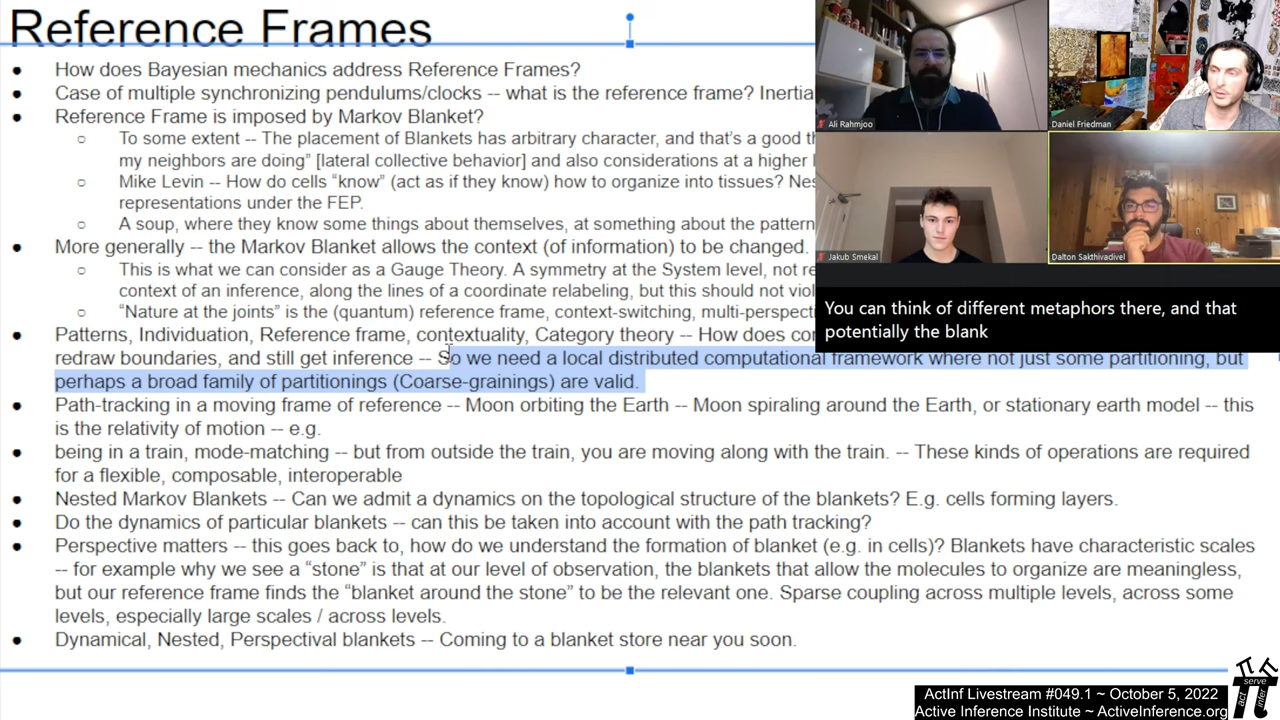 Reference Frames
● How does Bayesian mechanics address Reference Frames?
● Case of multiple synchronizing pendulums/clocks -- what is the reference frame? Inertia
● Reference Frame is imposed by Markov Blanket?
○ To some extent -- The placement of Blankets has arbitrary character, and that's a good th
my neighbors are doing” [lateral collective behavior] and also considerations at a higher l
○ Mike Levin -- How do cells “know” (act as if they know) how to organize into tissues? Nes
representations under the FEP.
○ A soup, where they know some things about themselves, at something about the pattern
● More generally -- the Markov Blanket allows the context (of information) to be changed.
○ This is what we can consider as a Gauge Theory. A symmetry at the System level, not re
context of an inference, along the lines of a coordinate relabeling, but this should not viol
○ “Nature at the joints” is the (quantum) reference frame, context-switching, multi-perspecti
● Patterns, Individuation, Reference frame, contextuality, Category theory -- How does con
redraw boundaries, and still get inference -- So we need a local distributed computational framework where not just some partitioning, but
perhaps a broad family of partitionings (Coarse-grainings) are valid.
● Path-tracking in a moving frame of reference -- Moon orbiting the Earth -- Moon spiraling around the Earth, or stationary earth model -- this
is the relativity of motion -- e.g.
● being in a train, mode-matching -- but from outside the train, you are moving along with the train. -- These kinds of operations are required
for a flexible, composable, interoperable
● Nested Markov Blankets -- Can we admit a dynamics on the topological structure of the blankets? E.g. cells forming layers.
● Do the dynamics of particular blankets -- can this be taken into account with the path tracking?
● Perspective matters -- this goes back to, how do we understand the formation of blanket (e.g. in cells)? Blankets have characteristic scales
-- for example why we see a “stone” is that at our level of observation, the blankets that allow the molecules to organize are meaningless,
but our reference frame finds the “blanket around the stone” to be the relevant one. Sparse coupling across multiple levels, across some
levels, especially large scales / across levels.
● Dynamical, Nested, Perspectival blankets -- Coming to a blanket store near you soon.
Ali Rahmjoo
Daniel Friedman
Jakub Smekal
Dalton Sakthivadivel
You can think of different metaphors there, and that
potentially the blank
ActInf Livestream #049.1 ~ October 5, 2022
Active Inference Institute ~ ActiveInference.org
serve
act
infer